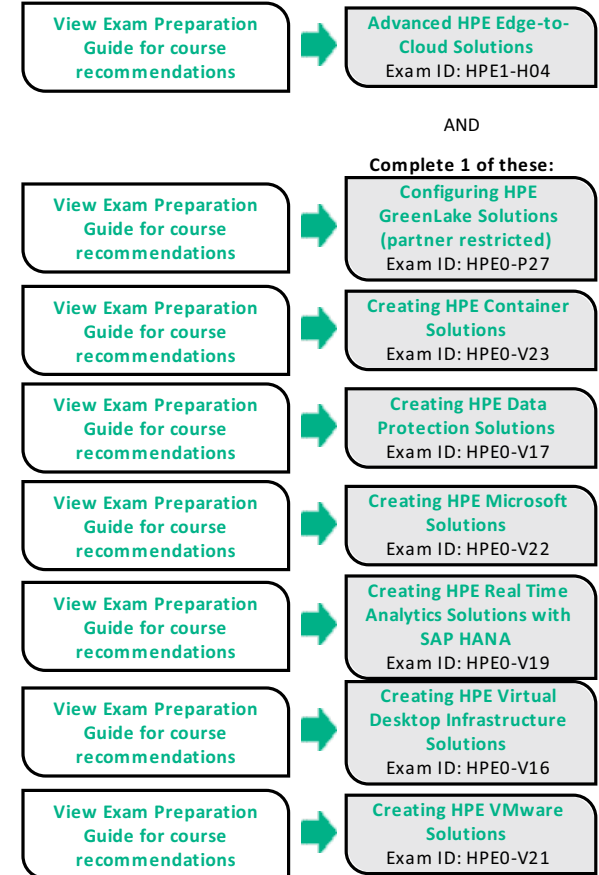 View Exam Preparation
Guide for course
recommendations
Advanced HPE Edge-to-
Cloud Solutions
Exam ID: HPE1-H04
AND
Complete 1 of these:
View Exam Preparation
Guide for course
recommendations
Configuring HPE
GreenLake Solutions
(partner restricted)
Exam ID: HPE0-P27
View Exam Preparation
Guide for course
recommendations
Creating HPE Container
Solutions
Exam ID: HPE0-V23
View Exam Preparation
Guide for course
recommendations
Creating HPE Data
Protection Solutions
Exam ID: HPE0-V17
View Exam Preparation
Guide for course
recommendations
Creating HPE Microsoft
Solutions
Exam ID: HPE0-V22
View Exam Preparation
Guide for course
recommendations
Creating HPE Real Time
Analytics Solutions with
SAP HANA
Exam ID: HPE0-V19
View Exam Preparation
Guide for course
recommendations
Creating HPE Virtual
Desktop Infrastructure
Solutions
Exam ID: HPE0-V16
View Exam Preparation
Guide for course
recommendations
Creating HPE VMware
Solutions
Exam ID: HPE0-V21